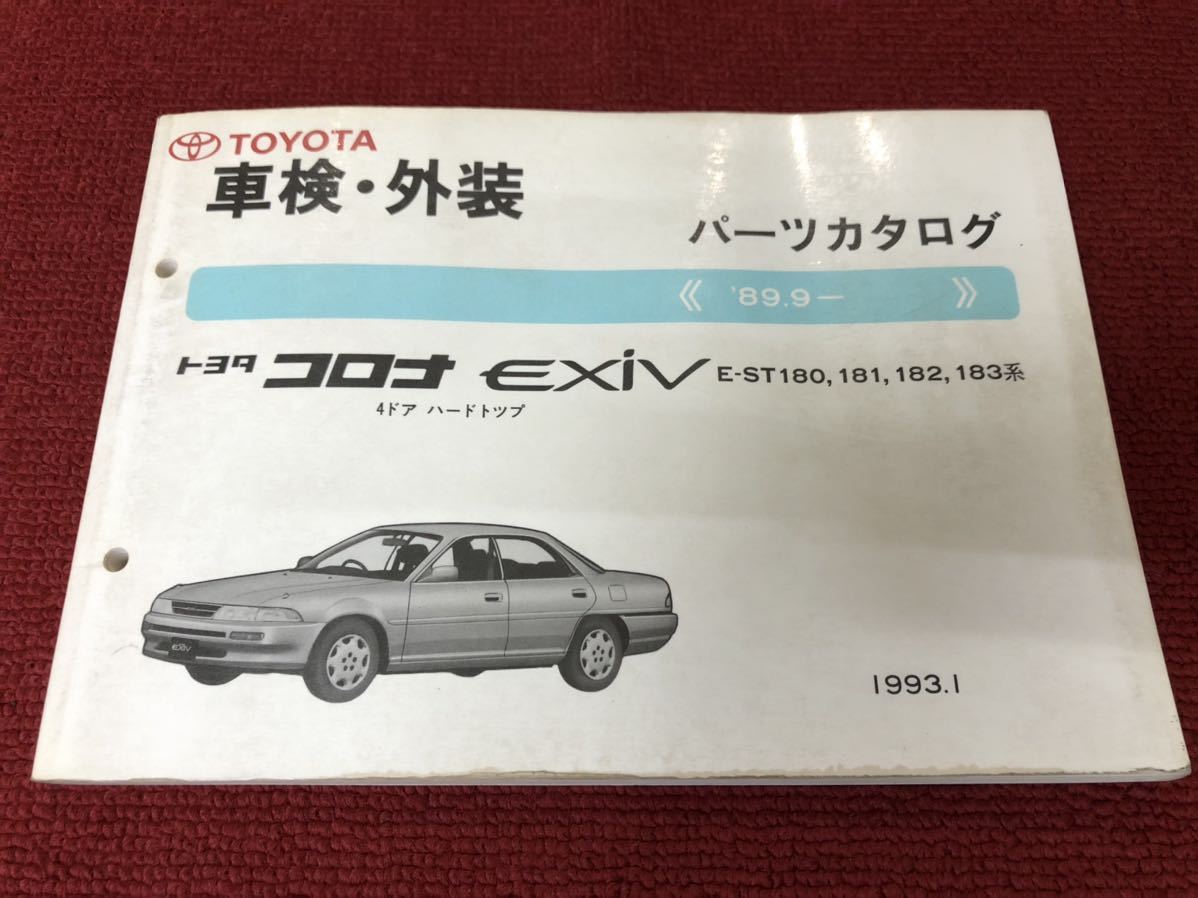 TOYOTA
車検・外装
パーツカタログ
《 '89.9− 》
トヨタ コロナ EXiV E-ST180, 181, 182, 183系
4ドア ハードトツプ
EXiV
1993.1